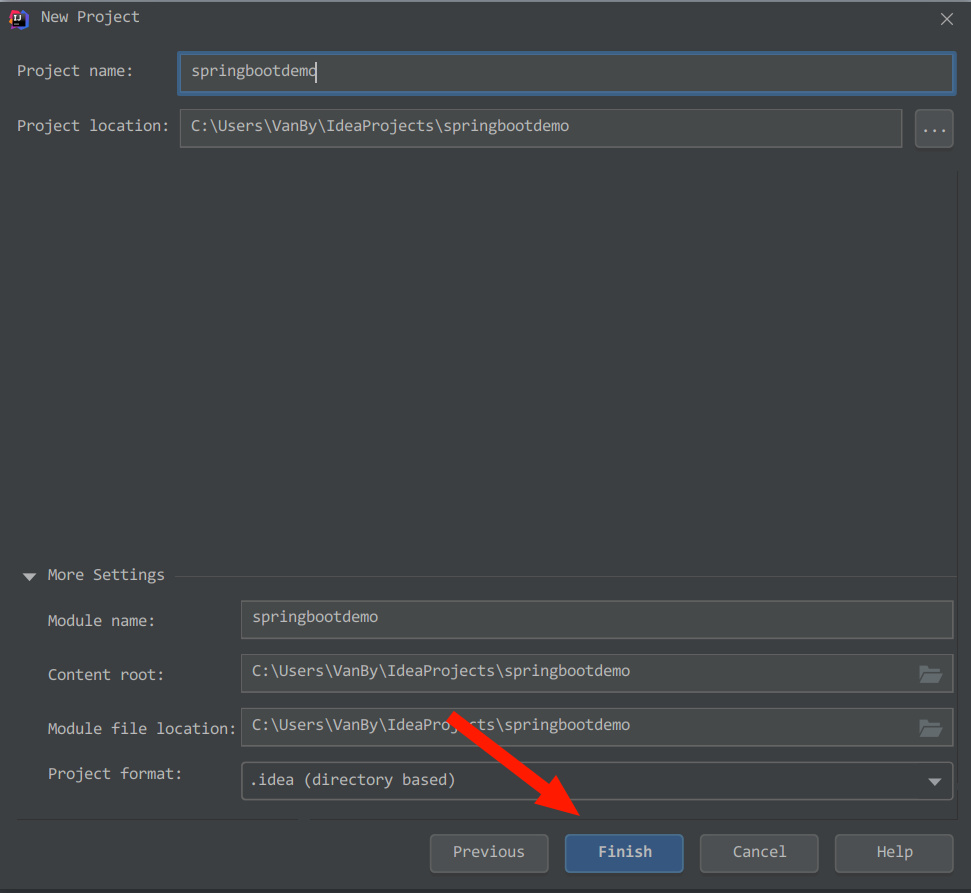 New Project
Project name: springbootdemo
Project location: C:\Users\VanBy\IdeaProjects\springbootdemo ...
More Settings
Module name: springbootdemo
Content root: C:\Users\VanBy\IdeaProjects\springbootdemo
Module file location: C:\Users\VanBy\IdeaProjects\springbootdemo
Project format: .idea (directory based)
Previous Finish Cancel Help